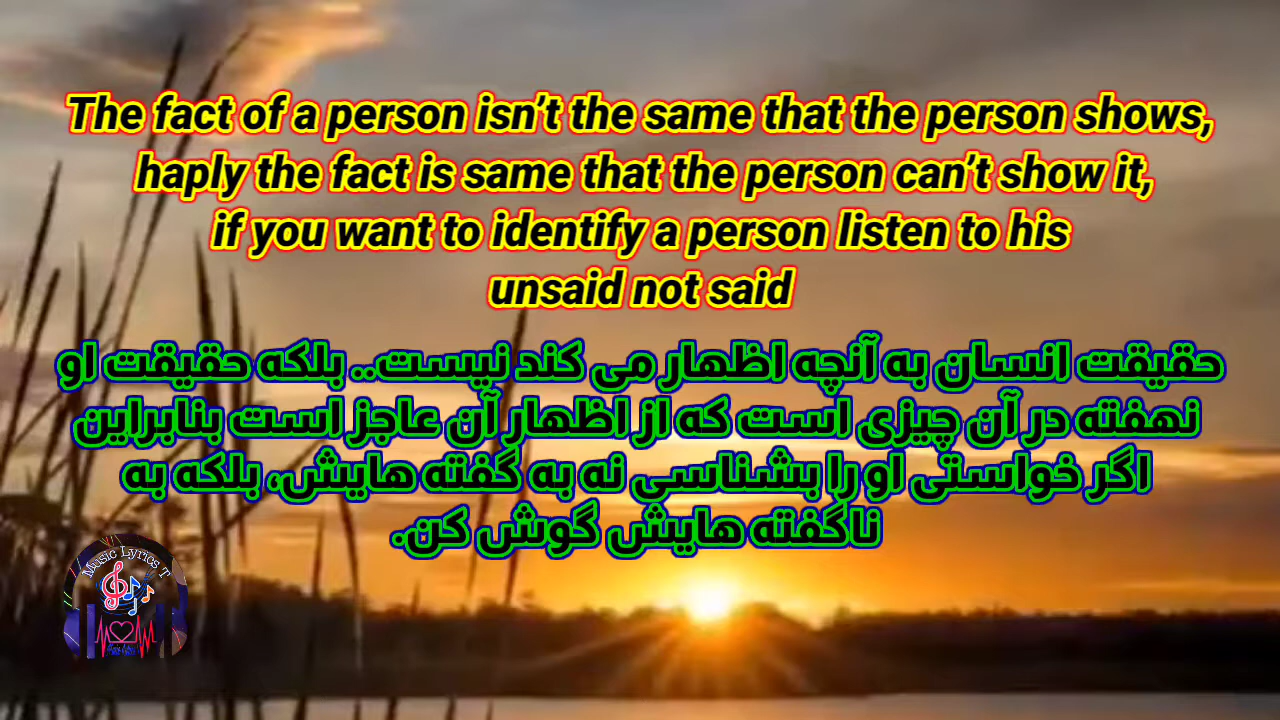 The fact of a person isn’t the same that the person shows,
haply the fact is same that the person can’t show it,
if you want to identify a person listen to his
unsaid not said
حقیقت انسان به آنچه اظهار می کند نیست.. بلکه حقیقت او
نهفته در آن چیزی است که از اظهار آن عاجز است بنابراین
اگر خواستی او را بشناسی نه به گفته هایش، بلکه به
ناگفته هایش گوش کن.
Music Lyrics T